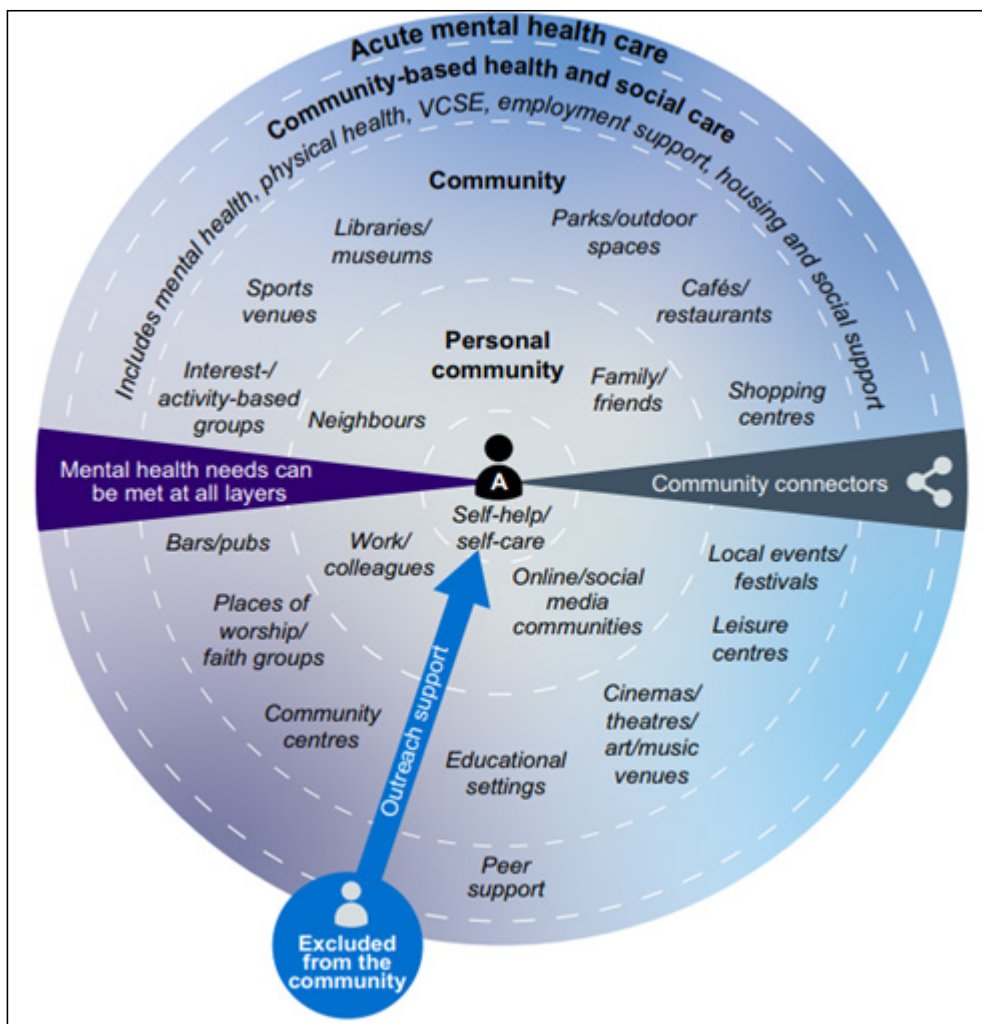 Acute mental health care
Community-based health and social care
Includes mental health, physical health, VCSE, employment support, housing and social support
Community
Libraries/
museums
Parks/outdoor
spaces
Sports
venues
Cafés/
restaurants
Personal
community
Interest-/
activity-based
groups
Neighbours
Family/
friends
Shopping
centres
Mental health needs can
be met at all layers
A
Community connectors
Self-help/
self-care
Bars/pubs
Work/
colleagues
Online/social
media
communities
Local events/
festivals
Places of
worship/
faith groups
Leisure
centres
Outreach support
Community
centres
Cinemas/
theatres/
art/music
venues
Educational
settings
Peer
support
Excluded
from the
community